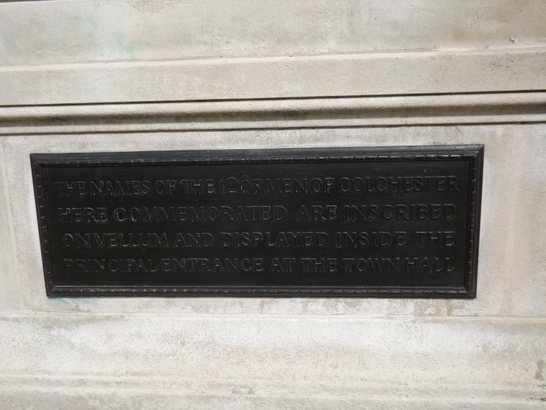 THE NAMES OF THE 1263 MEN OF COLCHESTER
HERE COMMEMORATED ARE INSCRIBED
ON VELLUM AND DISPLAYED INSIDE THE
PRINCIPAL ENTRANCE AT THE TOWN HALL